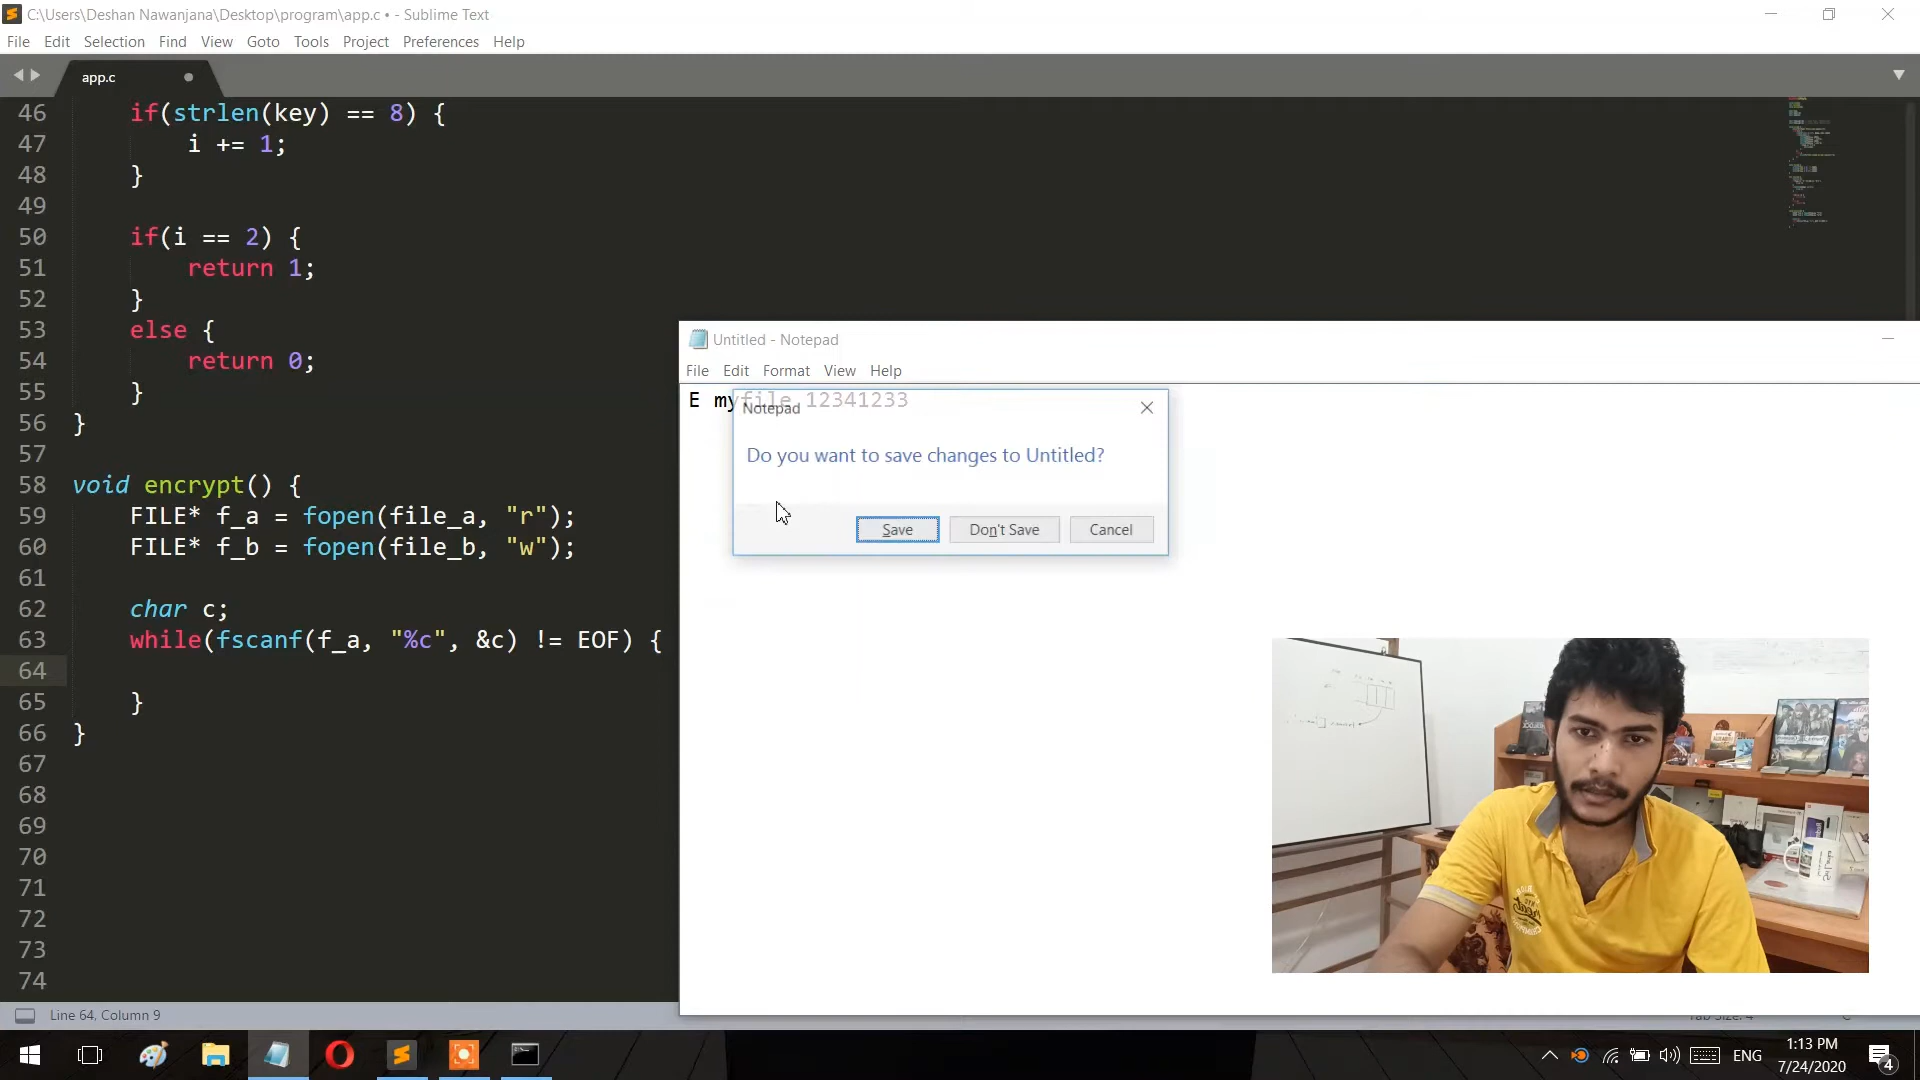 C:\Users\Deshan Nawanjana\Desktop\program\app.c • - Sublime Text
File Edit Selection Find View Goto Tools Project Preferences Help
app.c
46 if(strlen(key) == 8) {
47 i += 1;
48 }
49
50 if(i == 2) {
51 return 1;
52 }
53 else {
54 return 0;
55 }
56 }
57
58 void encrypt() {
59 FILE* f_a = fopen(file_a, "r");
60 FILE* f_b = fopen(file_b, "w");
61
62 char c;
63 while(fscanf(f_a, "%c", &c) != EOF) {
64
65 }
66 }
67
68
69
70
71
72
73
74
Untitled - Notepad
File Edit Format View Help
E myfile 12341233
Notepad
Do you want to save changes to Untitled?
Save Don't Save Cancel
Line 64, Column 9
Tab Size: 4
ENG
1:13 PM
7/24/2020
4